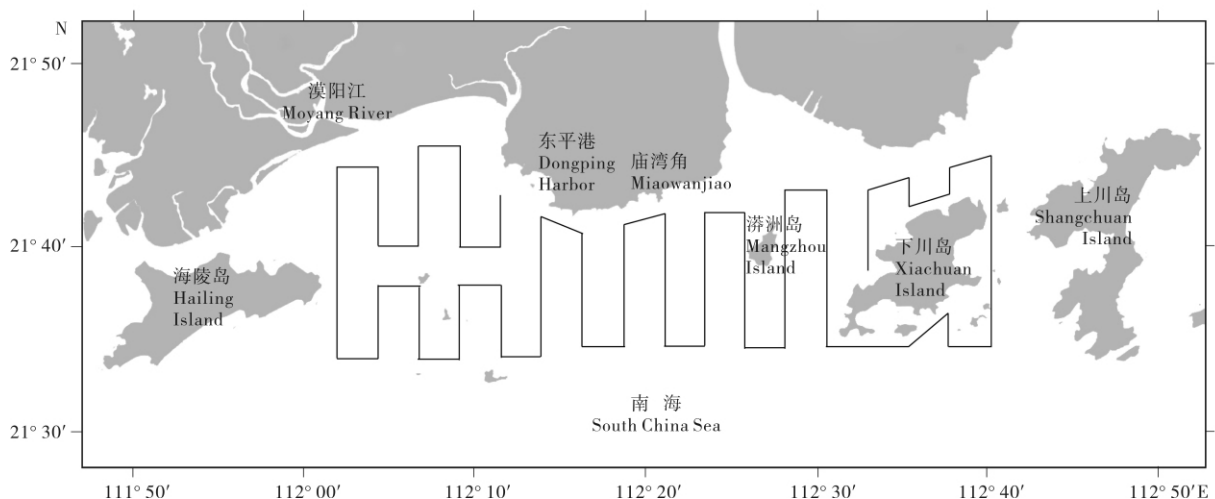 N
21°50′
21°40′
21°30′
漠阳江
Moyang River
东平港
Dongping
Harbor
庙湾角
Miaowanjiao
漭洲岛
Mangzhou
Island
上川岛
Shangchuan
Island
下川岛
Xiachuan
Island
海陵岛
Hailing
Island
南 海
South China Sea
111°50′
112°00′
112°10′
112°20′
112°30′
112°40′
112°50′E